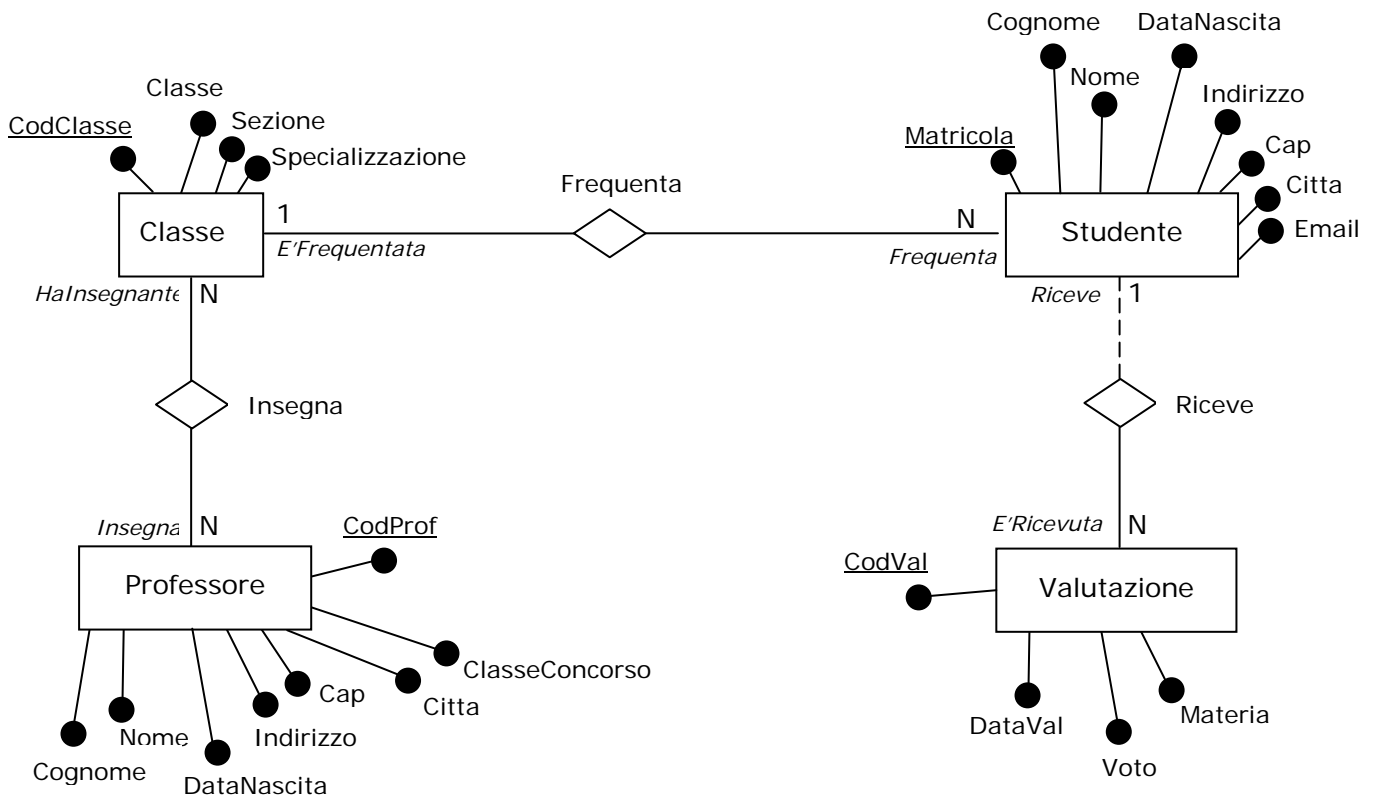 Cognome
DataNascita
Nome
Classe
Indirizzo
CodClasse
Sezione
Matricola
Cap
Specializzazione
Frequenta
Citta
1
N
Classe
Studente
Email
E'Frequentata
Frequenta
HaInsegnante
N
Riceve
1
Insegna
Riceve
Insegna
N
CodProf
E'Ricevuta
N
CodVal
Professore
Valutazione
ClasseConcorso
Cap
Citta
Materia
Nome
Indirizzo
DataVal
Cognome
DataNascita
Voto